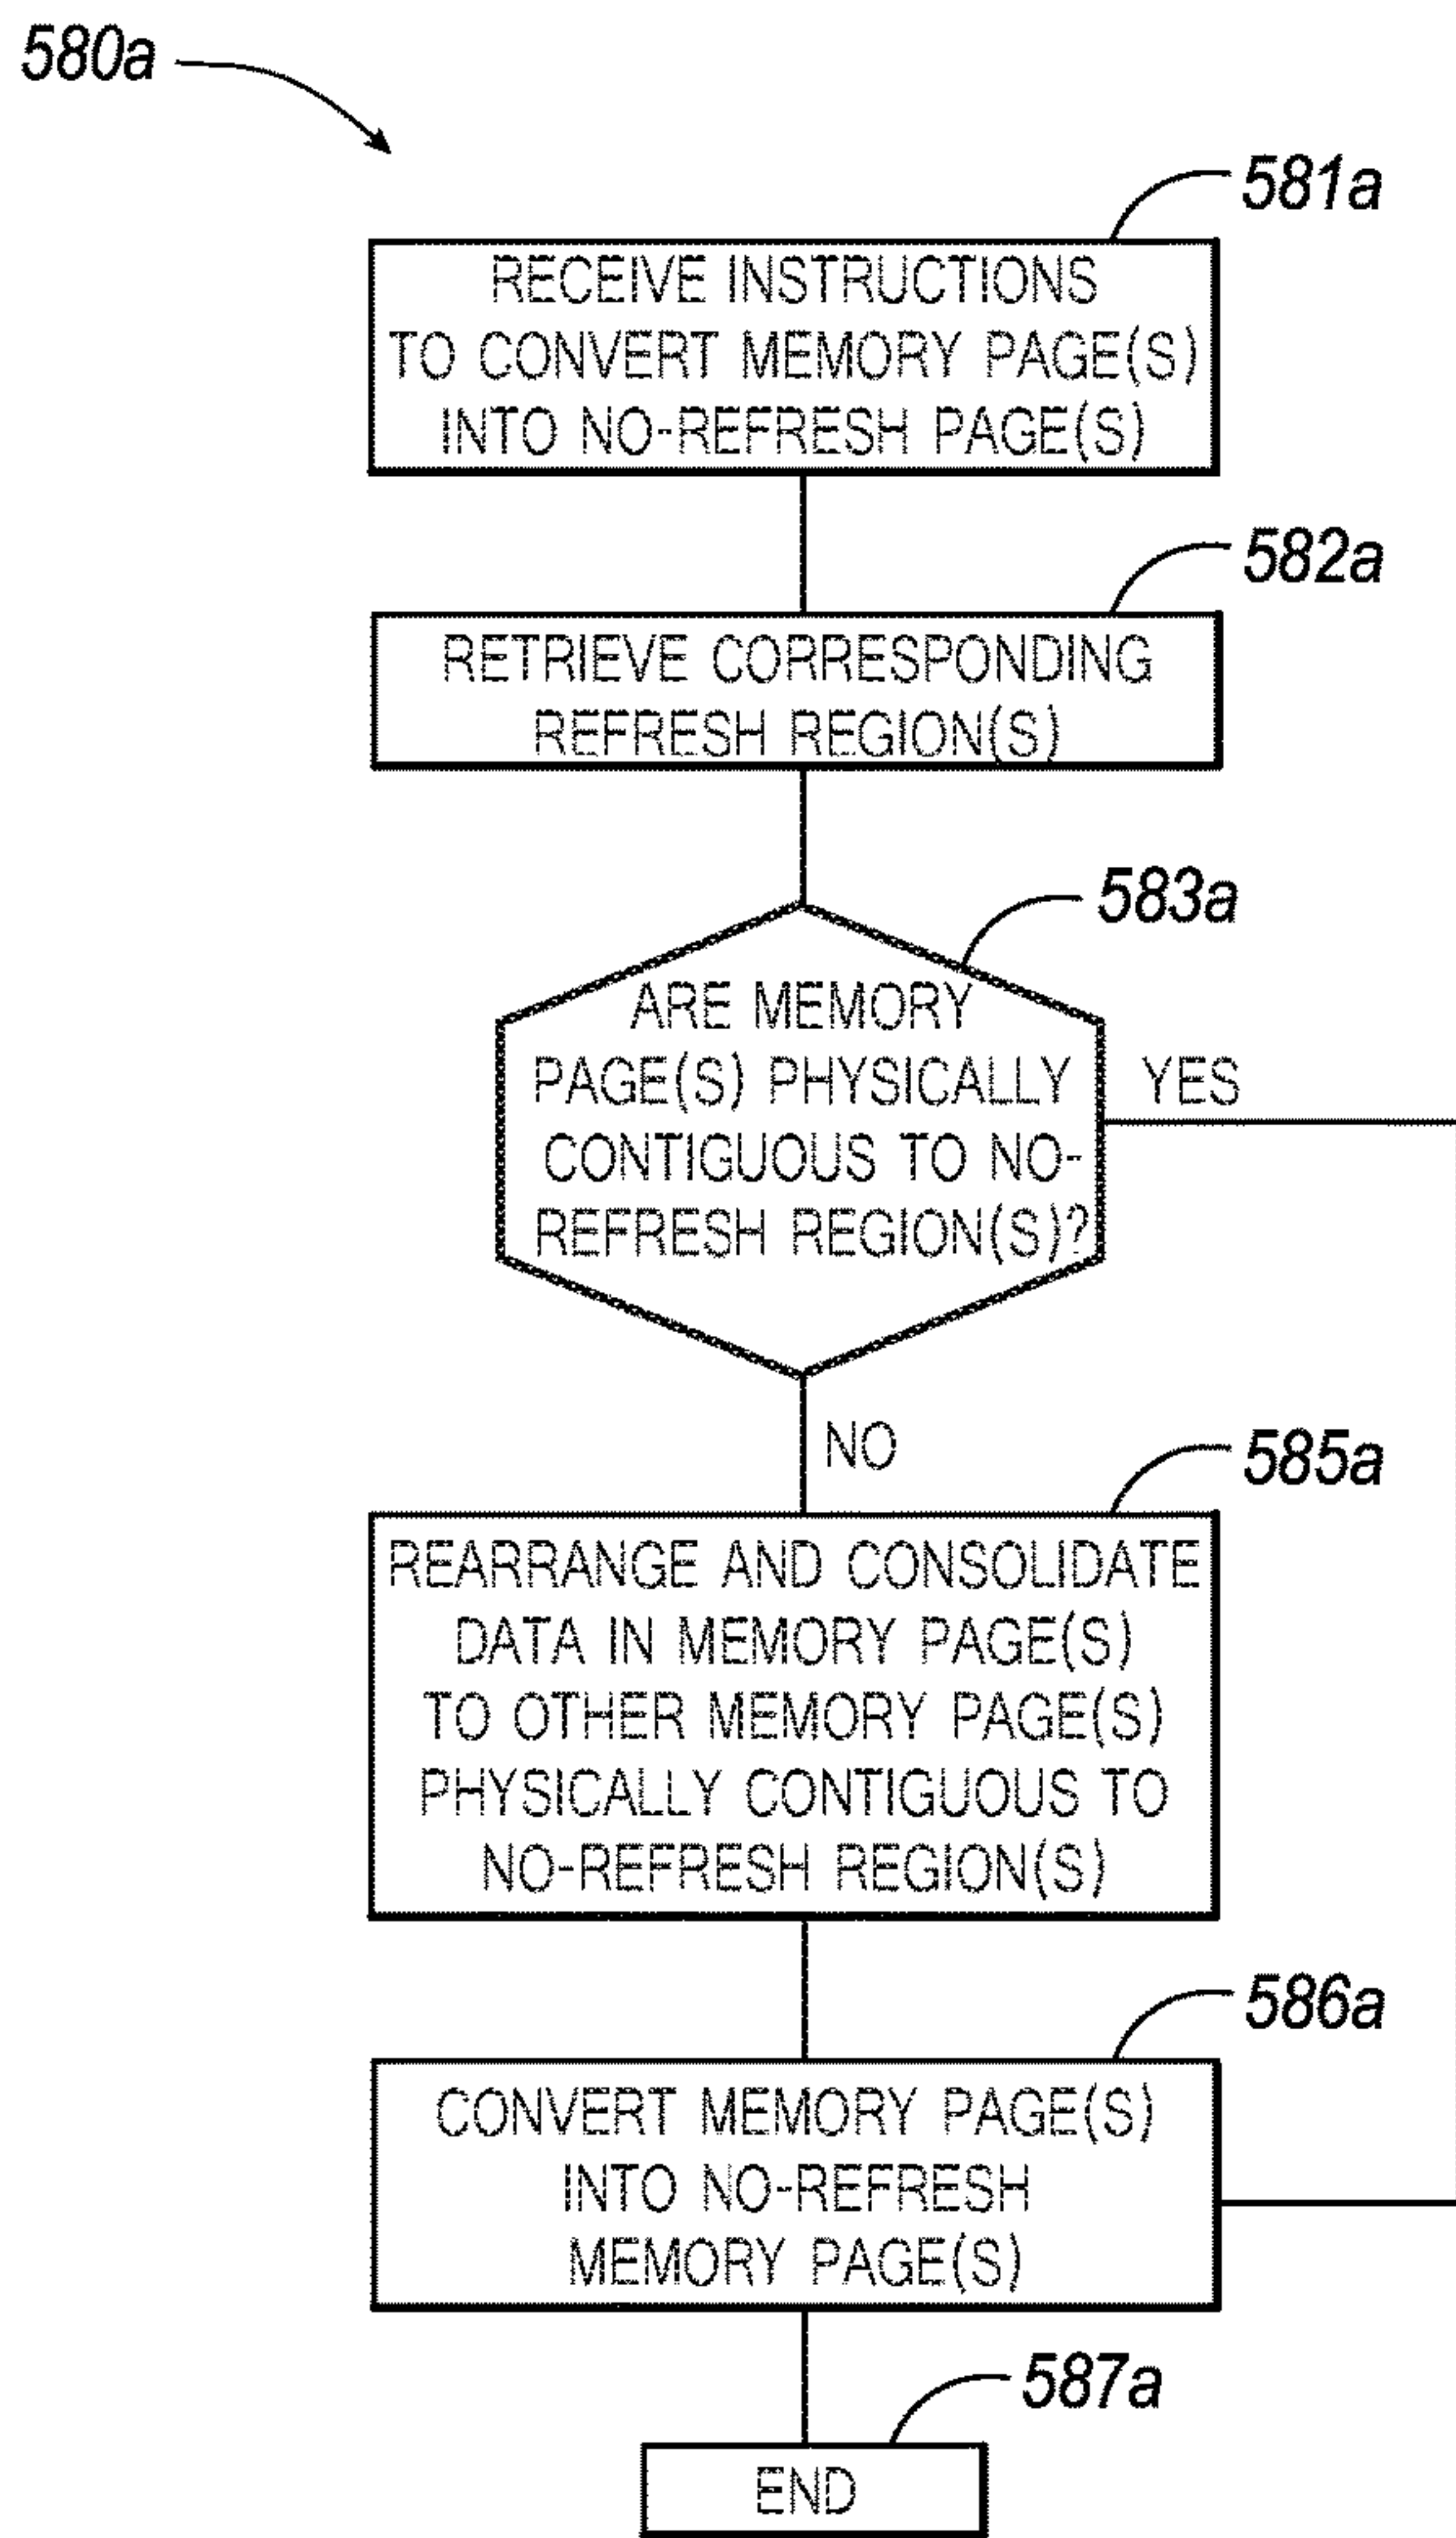 580a
581a
RECEIVE INSTRUCTIONS
TO CONVERT MEMORY PAGE(S)
INTO NO-REFRESH PAGE(S)
582a
RETRIEVE CORRESPONDING
REFRESH REGION(S)
583a
ARE MEMORY
PAGE(S) PHYSICALLY
CONTIGUOUS TO NO-
REFRESH REGION(S)?
YES
NO
585a
REARRANGE AND CONSOLIDATE
DATA IN MEMORY PAGE(S)
TO OTHER MEMORY PAGE(S)
PHYSICALLY CONTIGUOUS TO
NO-REFRESH REGION(S)
586a
CONVERT MEMORY PAGE(S)
INTO NO-REFRESH
MEMORY PAGE(S)
587a
END